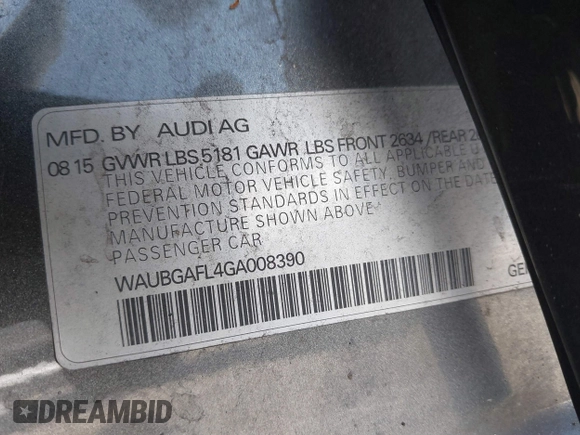 MFD. BY AUDI AG
08 15 GVWR LBS 5181 GAWR LBS FRONT 2634 /REAR
THIS VEHICLE CONFORMS TO ALL APPLICABLE
FEDERAL MOTOR VEHICLE SAFETY, BUMPER AND
PREVENTION STANDARDS IN EFFECT ON THE DATE
MANUFACTURE SHOWN ABOVE
PASSENGER CAR
WAUBGAFL4GA008390
DREAMBID